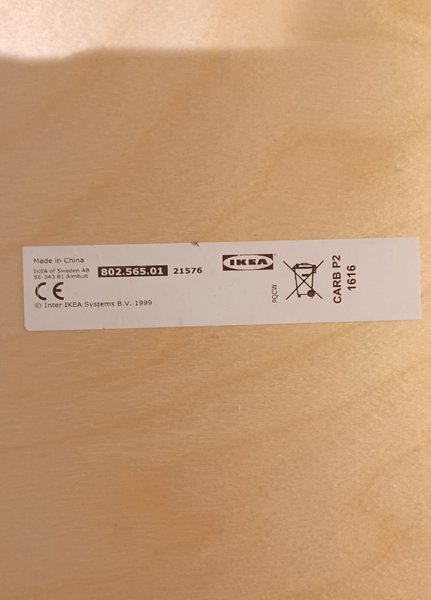 Made in China
IKEA of Sweden AB
SE-343 81 Älmhult
802.565.01
21576
CE
© Inter IKEA Systems B.V. 1999
IKEA
PQCW
CARB P2
1616